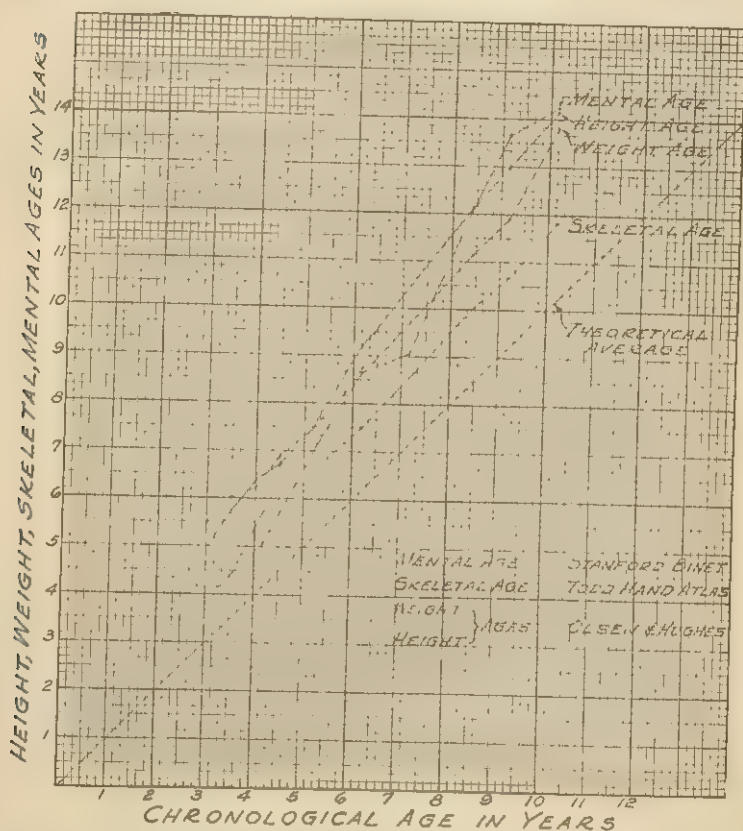 HEIGHT, WEIGHT, SKELETAL, MENTAL AGES IN YEARS
14
13
12
11
10
9
8
7
6
5
4
3
2
1
MENTAL AGE
HEIGHT AGE
WEIGHT AGE
SKELETAL AGE
THEORETICAL
AVERAGE
MENTAL AGE STANFORD BINET
SKELETAL AGE TODD HAND ATLAS
WEIGHT
HEIGHT } AGES OLSEN & HUGHES
1 2 3 4 5 6 7 8 9 10 11 12
CHRONOLOGICAL AGE IN YEARS